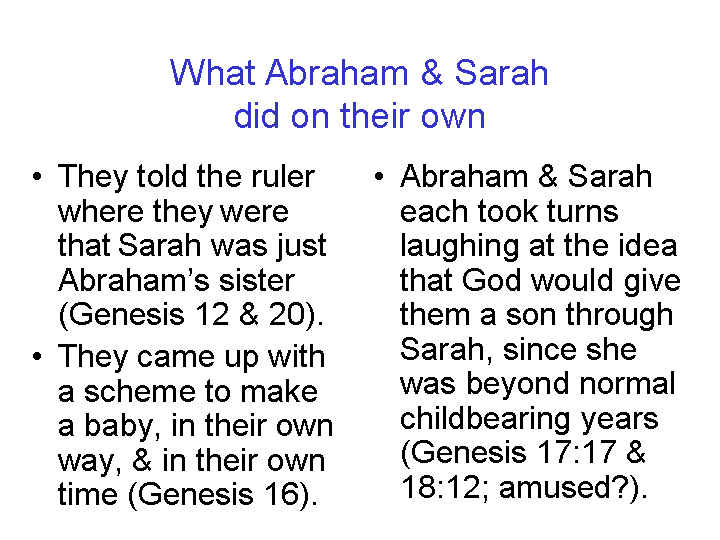 What Abraham & Sarah
did on their own
• They told the ruler
where they were
that Sarah was just
Abraham's sister
(Genesis 12 & 20).
• They came up with
a scheme to make
a baby, in their own
way, & in their own
time (Genesis 16).
• Abraham & Sarah
each took turns
laughing at the idea
that God would give
them a son through
Sarah, since she
was beyond normal
childbearing years
(Genesis 17:17 &
18:12; amused?).